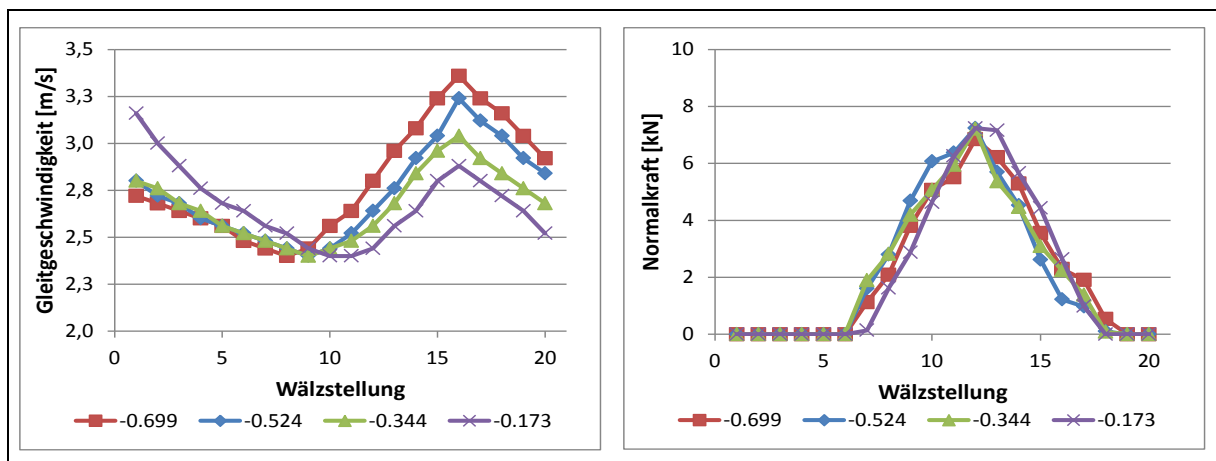 Gleitgeschwindigkeit [m/s]
3,5
3,3
3,0
2,8
2,5
2,3
2,0
0 5 10 15 20
Wälzstellung
-0.699 -0.524 -0.344 -0.173
Normalkraft [kN]
10
8
6
4
2
0
0 5 10 15 20
Wälzstellung
-0.699 -0.524 -0.344 -0.173